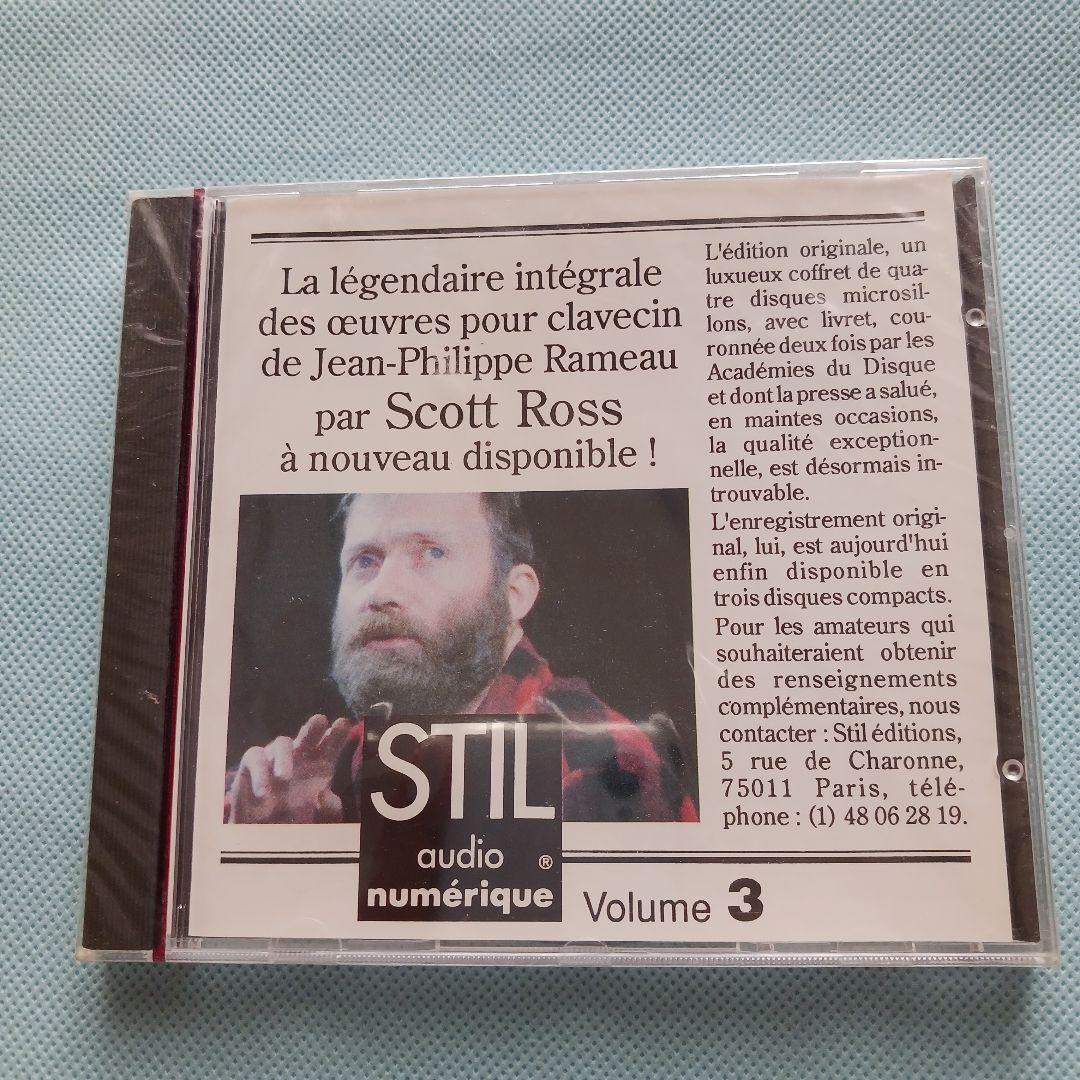 La légendaire intégrale
des œuvres pour clavecin
de Jean-Philippe Rameau
par Scott Ross
à nouveau disponible !
L'édition originale, un
luxueux coffret de qua-
tre disques microsil-
lons, avec livret, cou-
ronnée deux fois par les
Académies du Disque
et dont la presse a salué,
en maintes occasions,
la qualité exception-
nelle, est désormais in-
trouvable.
L'enregistrement origi-
nal, lui, est aujourd'hui
enfin disponible en
trois disques compacts.
Pour les amateurs qui
souhaiteraient obtenir
des renseignements
complémentaires, nous
contacter : Stil éditions,
5 rue de Charonne,
75011 Paris, télé-
phone : (1) 48 06 28 19.
STIL
audio ®
numérique
Volume 3